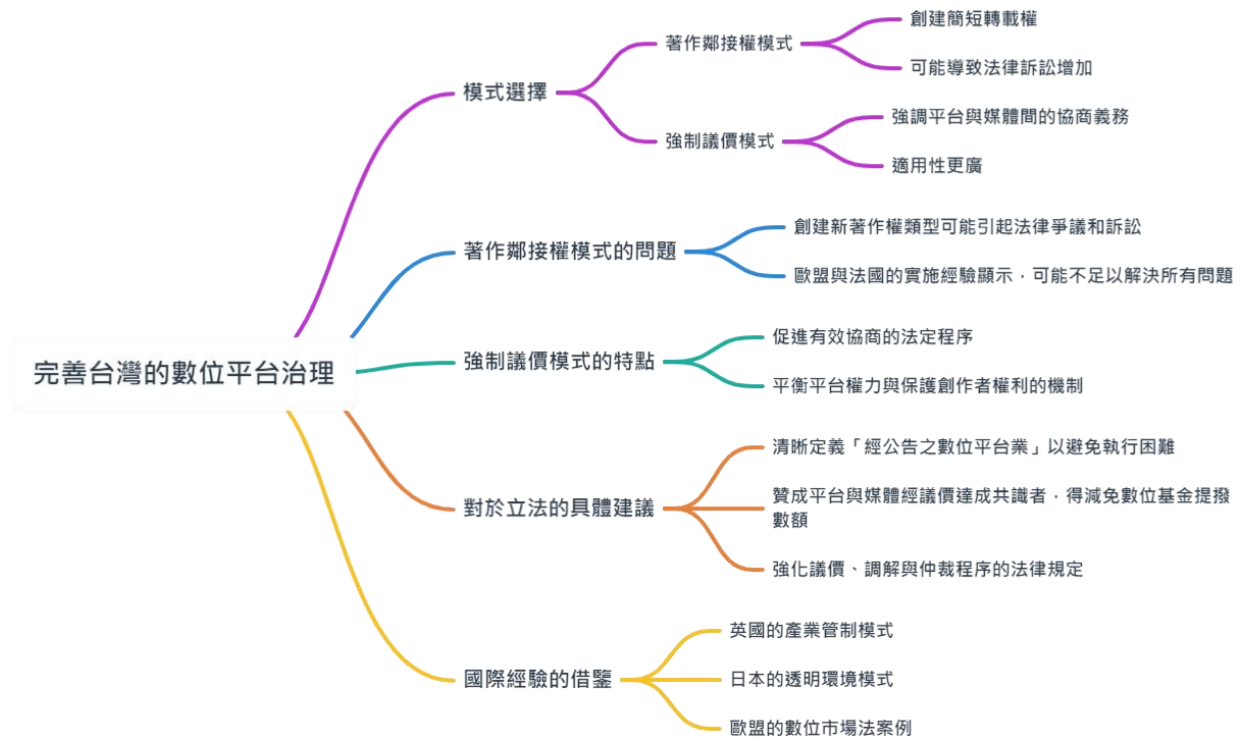 完善台灣的數位平台治理
模式選擇
著作鄰接權模式
創建簡短轉載權
可能導致法律訴訟增加
強制議價模式
強調平台與媒體間的協商義務
適用性更廣
著作鄰接權模式的問題
創建新著作權類型可能引起法律爭議和訴訟
歐盟與法國的實施經驗顯示，可能不足以解決所有問題
強制議價模式的特點
促進有效協商的法定程序
平衡平台權力與保護創作者權利的機制
對於立法的具體建議
清晰定義「經公告之數位平台業」以避免執行困難
贊成平台與媒體經議價達成共識者，得減免數位基金提撥
數額
強化議價、調解與仲裁程序的法律規定
國際經驗的借鑒
英國的產業管制模式
日本的透明環境模式
歐盟的數位市場法案例